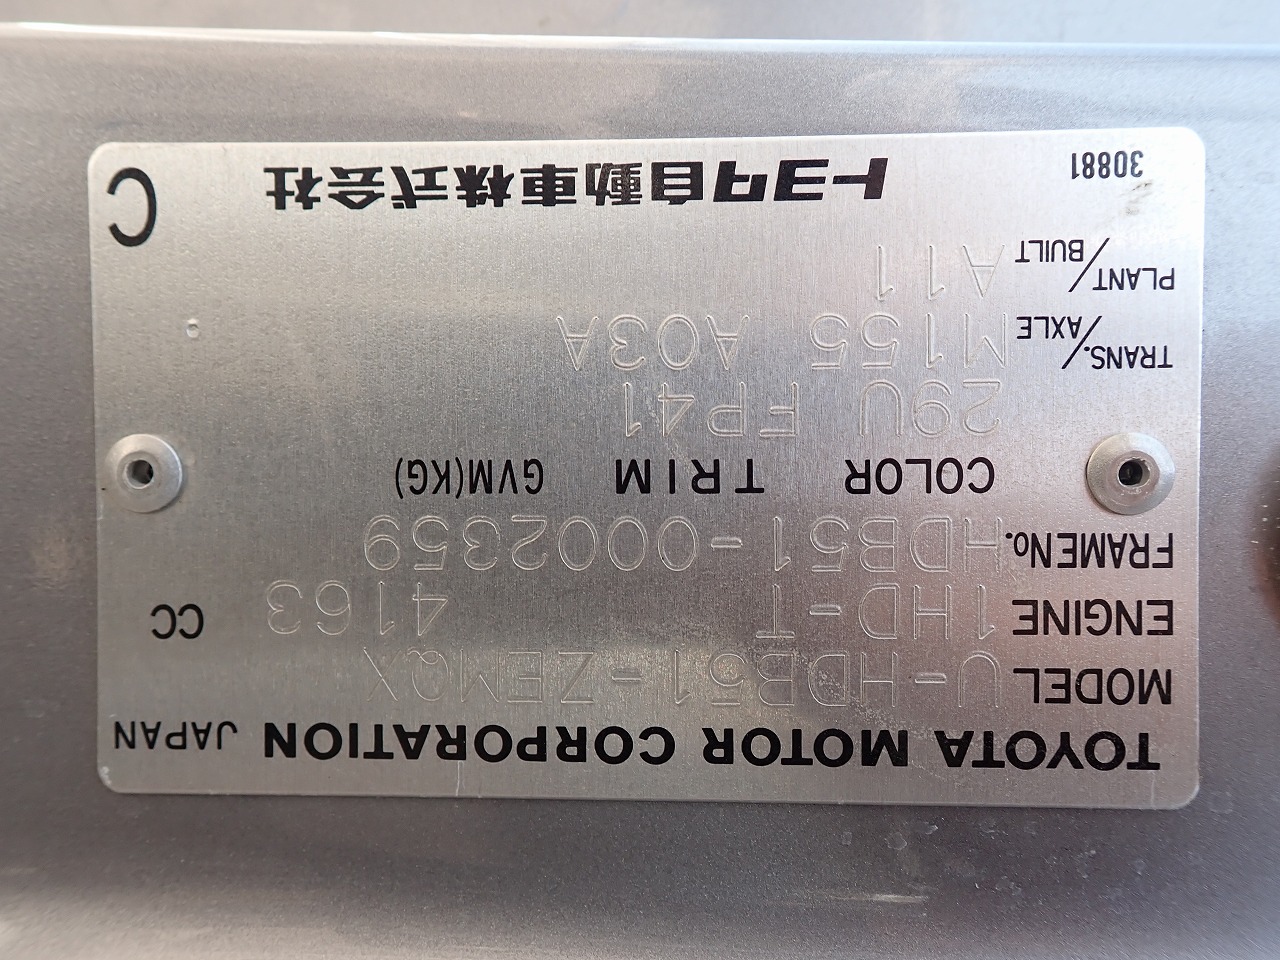 TOYOTA MOTOR CORPORATION JAPAN
MODEL U-HDB51-ZEMQX
ENGINE 1HD-T 4163 CC
FRAME No. HDB51-0002359
COLOR TRIM GVM(KG)
29U FP41
TRANS./AXLE M155 A03A
PLANT/BUILT A11
30881 トヨタ自動車株式会社 C